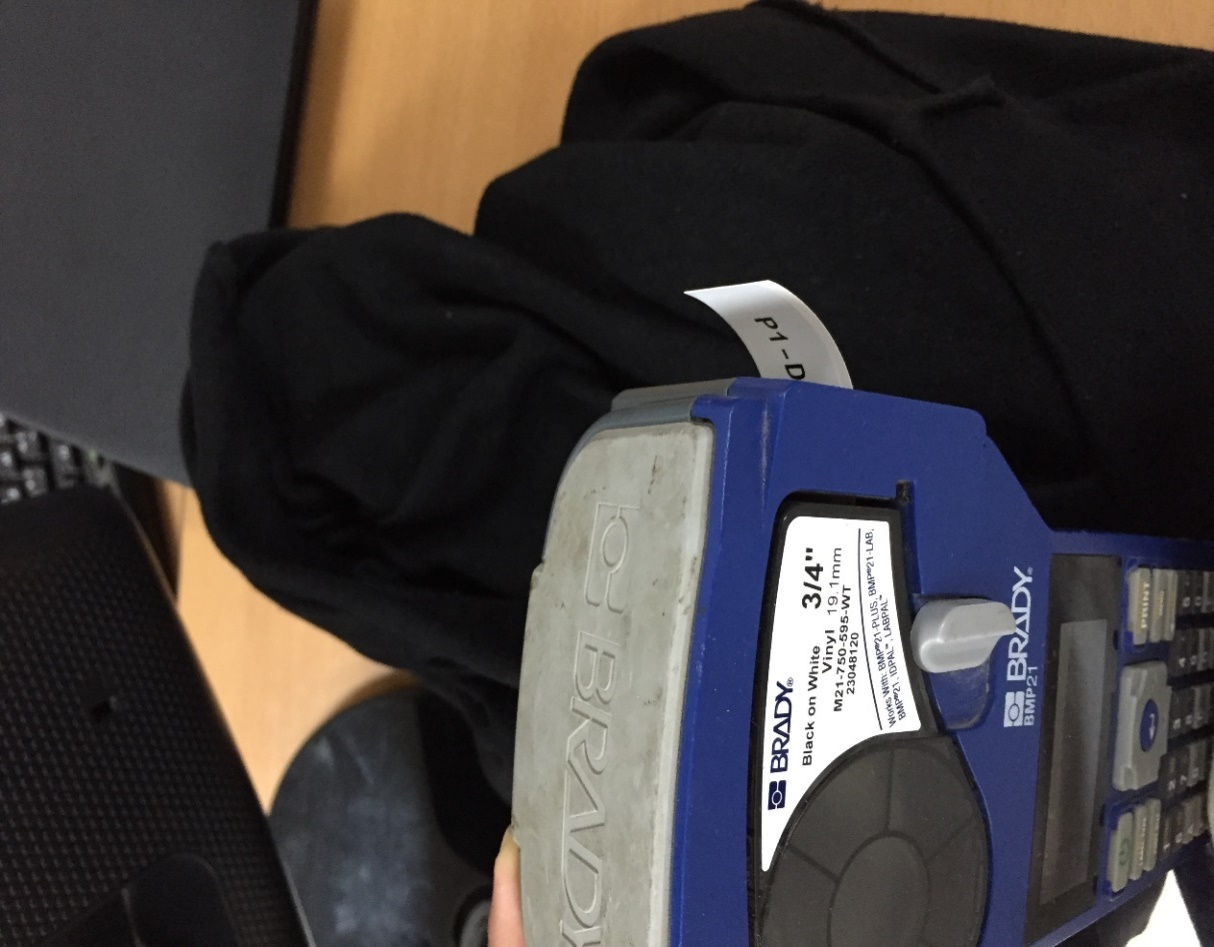 P1-D
BRADY
BRADY®
Black on White
Vinyl
3/4"
19.1mm
M21-750-595-WT
23048120
Works With: BMP®21-PLUS, BMP®21-LAB,
BMP®21, IDPAL™, LABPAL™
BRADY®
BMP21
PRINT